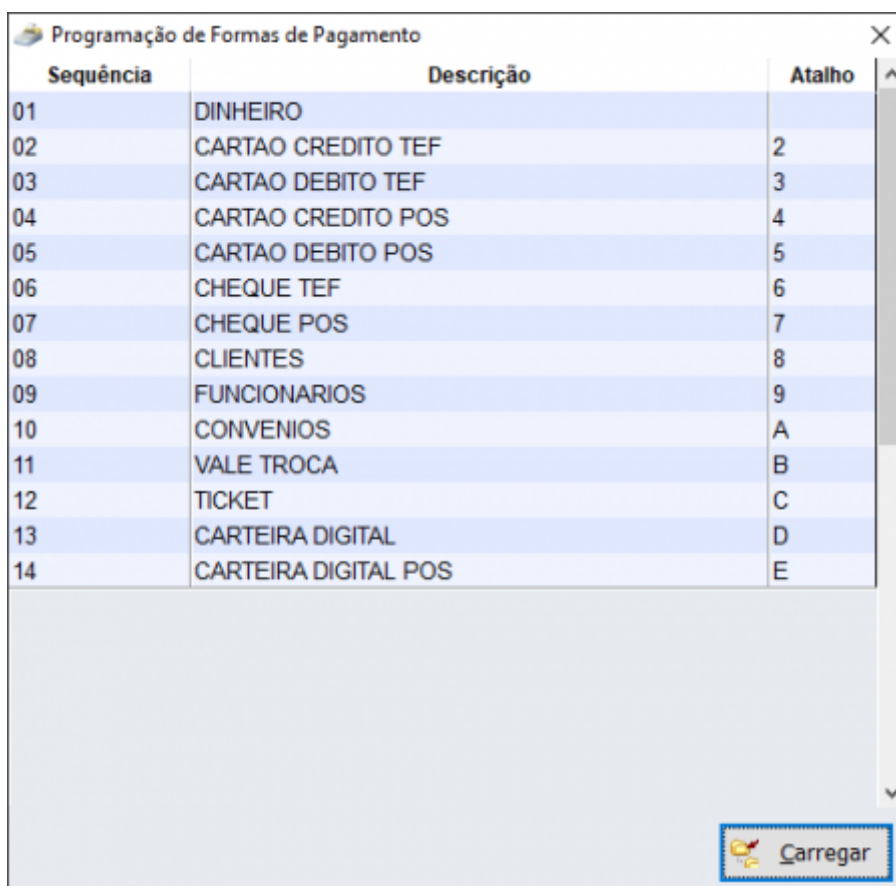 Programação de Formas de Pagamento
Sequência Descrição Atalho
01 DINHEIRO
02 CARTAO CREDITO TEF 2
03 CARTAO DEBITO TEF 3
04 CARTAO CREDITO POS 4
05 CARTAO DEBITO POS 5
06 CHEQUE TEF 6
07 CHEQUE POS 7
08 CLIENTES 8
09 FUNCIONARIOS 9
10 CONVENIOS A
11 VALE TROCA B
12 TICKET C
13 CARTEIRA DIGITAL D
14 CARTEIRA DIGITAL POS E
Carregar